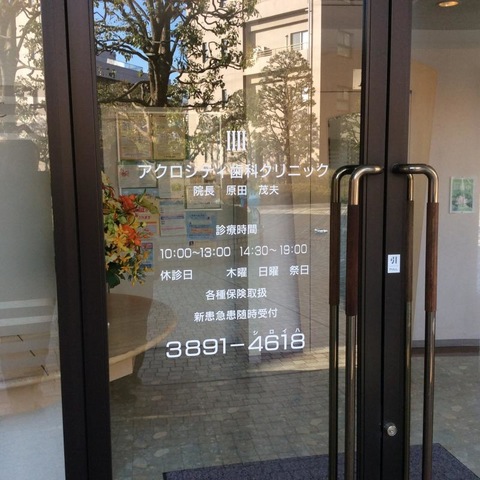 アクロシティ歯科クリニック
院長 原田 茂夫
診療時間
10:00~13:00 14:30~19:00
休診日 木曜 日曜 祭日
各種保険取扱
新患急患随時受付
シロイハ
3891-4618
引